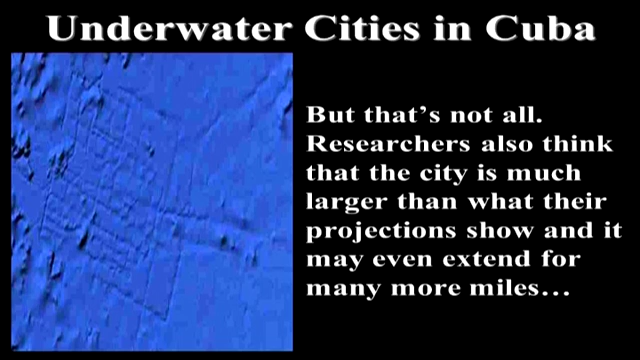 Underwater Cities in Cuba
But that's not all.
Researchers also think
that the city is much
larger than what their
projections show and it
may even extend for
many more miles...